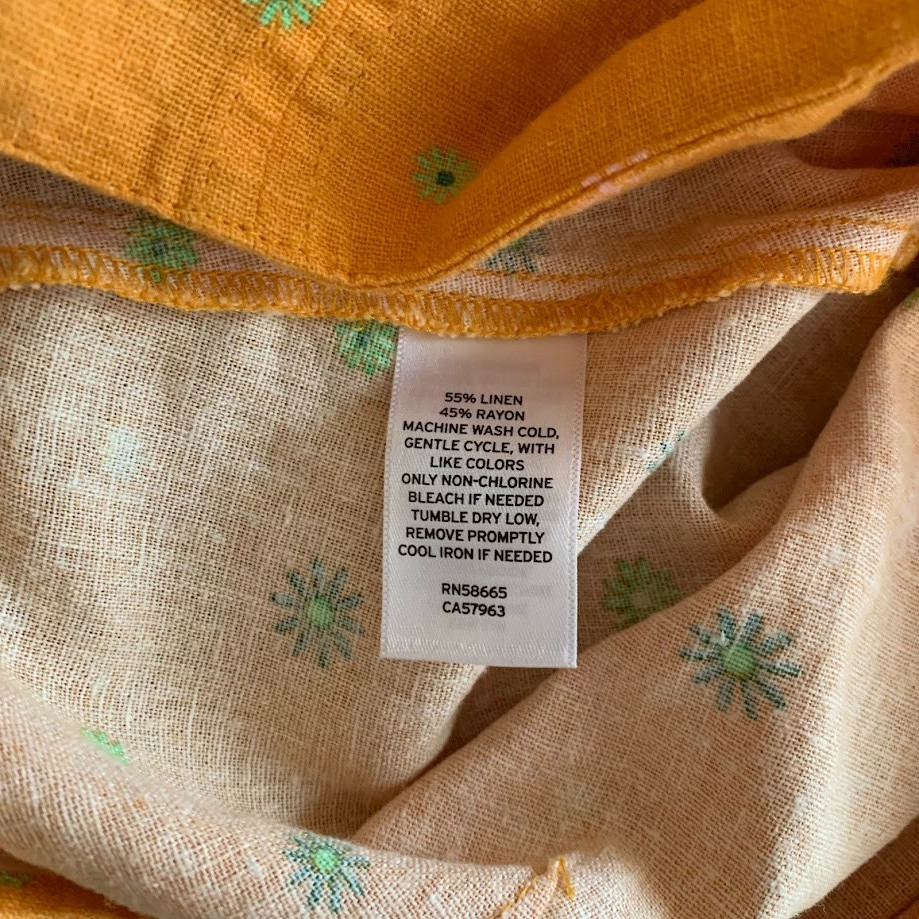 55% LINEN
45% RAYON
MACHINE WASH COLD,
GENTLE CYCLE, WITH
LIKE COLORS
ONLY NON-CHLORINE
BLEACH IF NEEDED
TUMBLE DRY LOW,
REMOVE PROMPTLY
COOL IRON IF NEEDED
RN58665
CA57963